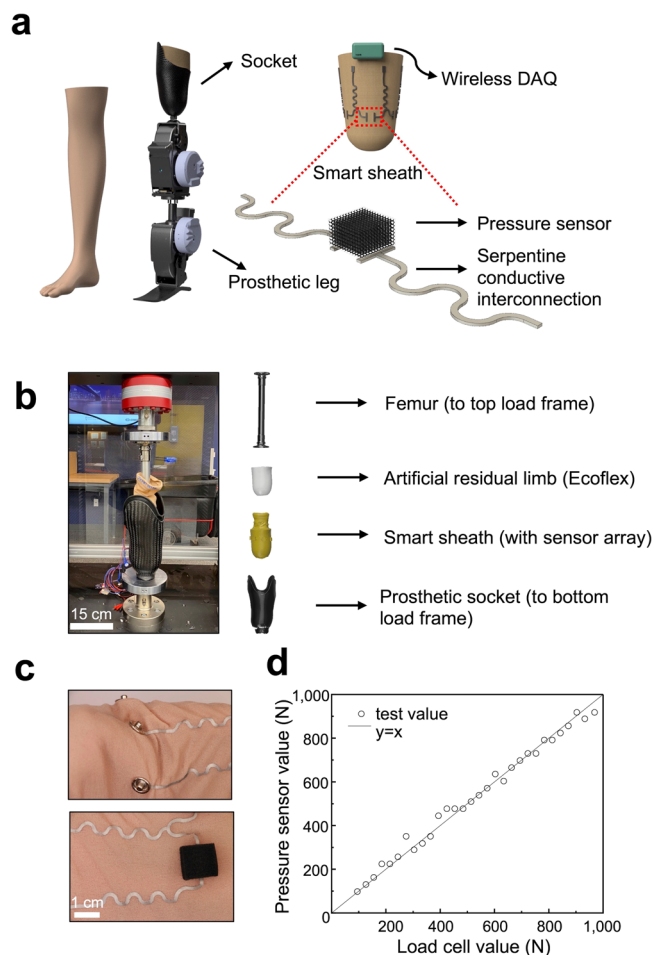 a
Socket
Wireless DAQ
Smart sheath
Pressure sensor
Serpentine
conductive
interconnection
Prosthetic leg
b
Femur (to top load frame)
Artificial residual limb (Ecoflex)
Smart sheath (with sensor array)
Prosthetic socket (to bottom
load frame)
15 cm
c
1 cm
d
Pressure sensor value (N)
1,000
800
600
400
200
0
test value
y=x
200
400
600
800
1,000
Load cell value (N)